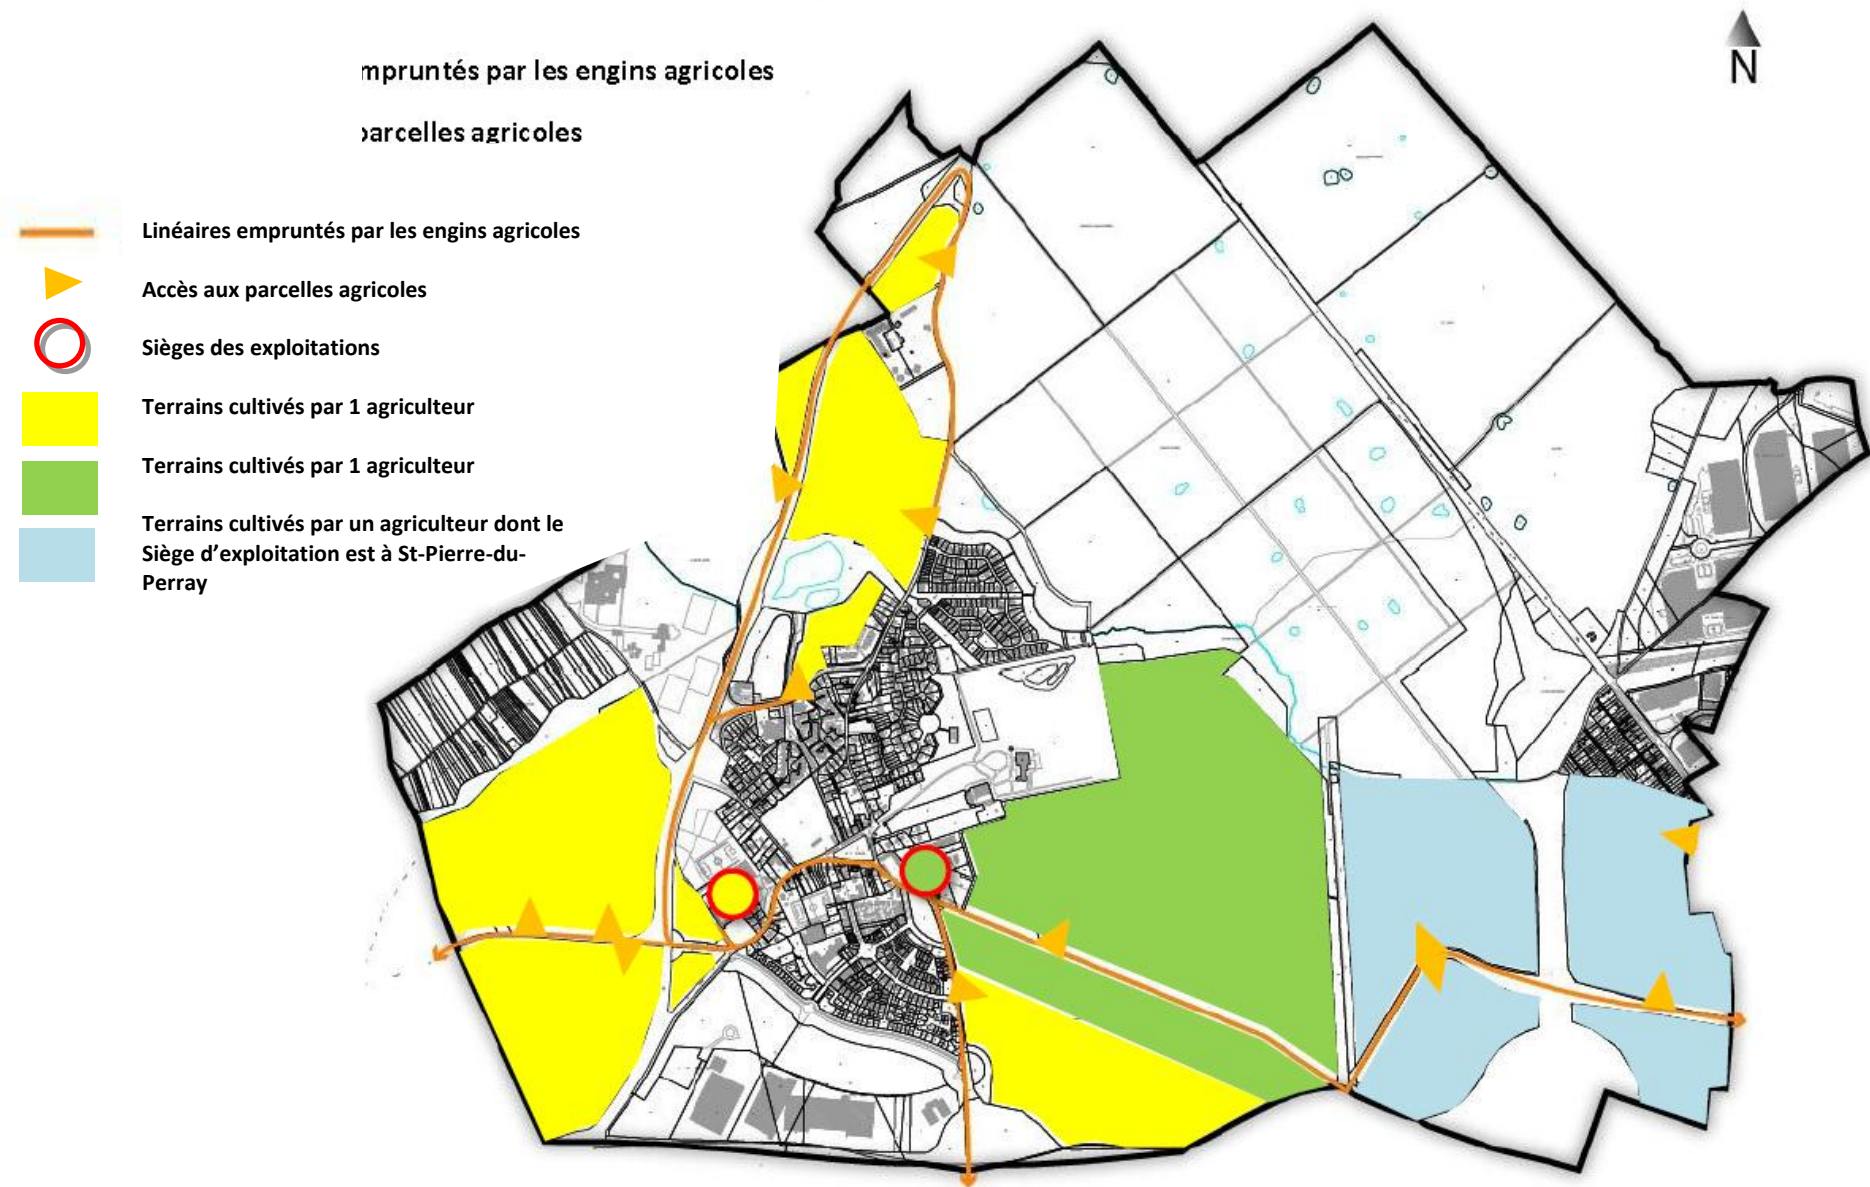 mpruntés par les engins agricoles
parcelles agricoles
N
Linéaires empruntés par les engins agricoles
Accès aux parcelles agricoles
Sièges des exploitations
Terrains cultivés par 1 agriculteur
Terrains cultivés par 1 agriculteur
Terrains cultivés par un agriculteur dont le
Siège d'exploitation est à St-Pierre-du-
Perray